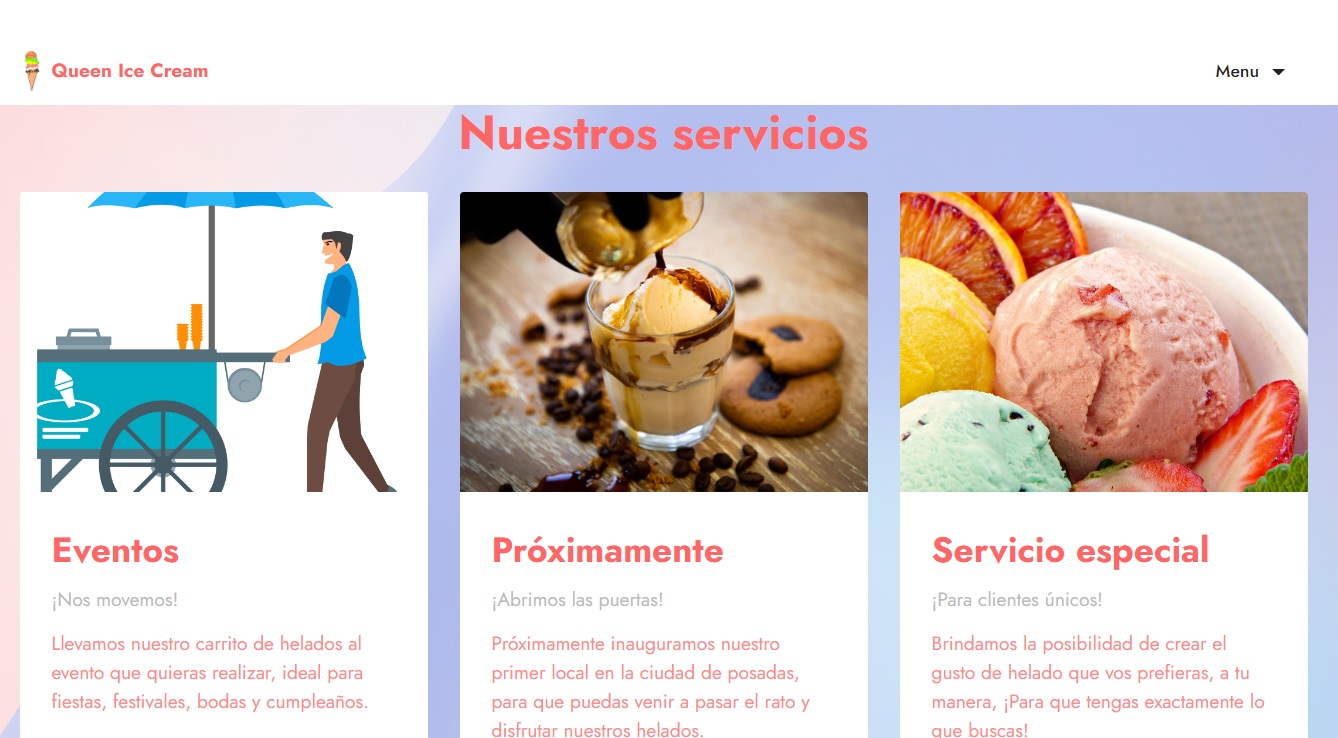 Queen Ice Cream
Menu
Nuestros servicios
Eventos
¡Nos movemos!
Llevamos nuestro carrito de helados al
evento que quieras realizar, ideal para
fiestas, festivales, bodas y cumpleaños.
Próximamente
¡Abrimos las puertas!
Próximamente inauguramos nuestro
primer local en la ciudad de posadas,
para que puedas venir a pasar el rato y
disfrutar nuestros helados.
Servicio especial
¡Para clientes únicos!
Brindamos la posibilidad de crear el
gusto de helado que vos prefieras, a tu
manera, ¡Para que tengas exactamente lo
que buscas!